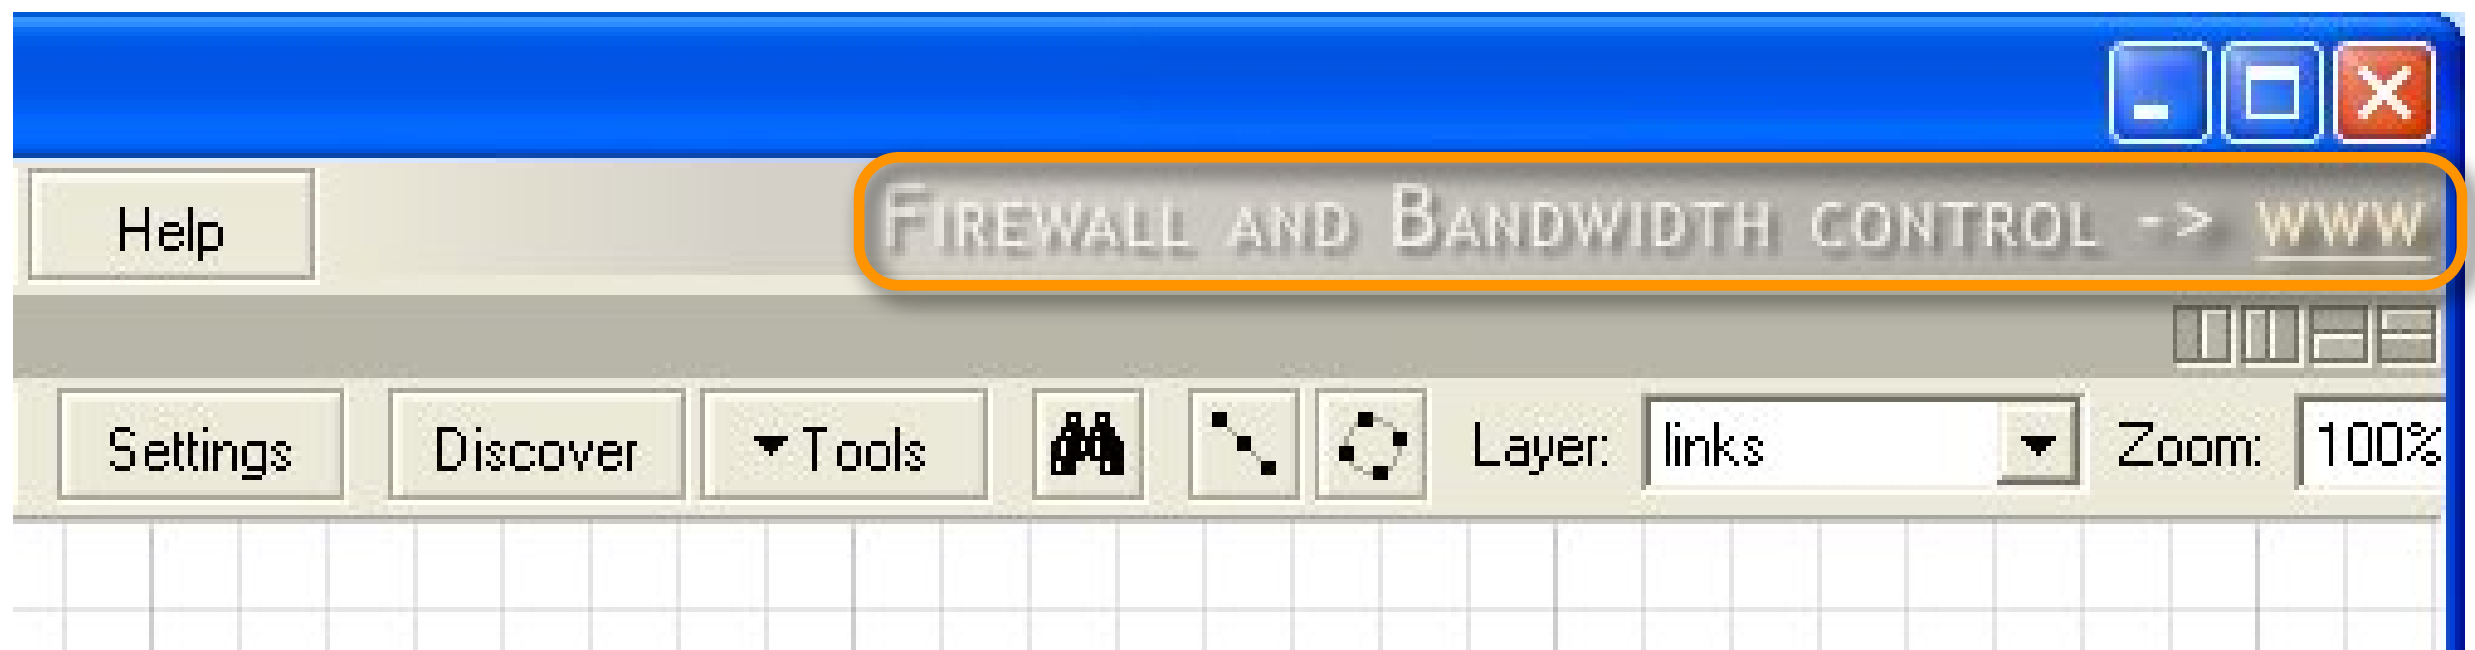 Help
FIREWALL AND BANDWIDTH CONTROL -> www
Settings Discover Tools Layer: links Zoom: 100%